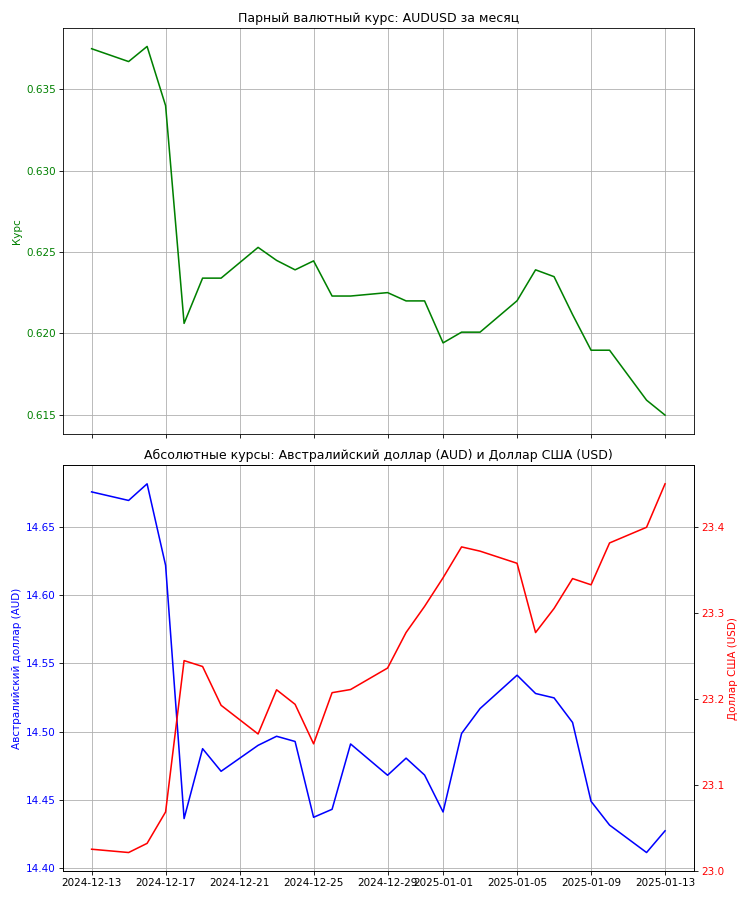 Парный валютный курс: AUDUSD за месяц
0.635
0.630
0.625
0.620
0.615
Курс
Абсолютные курсы: Австралийский доллар (AUD) и Доллар США (USD)
14.65
14.60
14.55
14.50
14.45
14.40
Австралийский доллар (AUD)
23.4
23.3
23.2
23.1
23.0
Доллар США (USD)
2024-12-13 2024-12-17 2024-12-21 2024-12-25 2024-12-29 2025-01-01 2025-01-05 2025-01-09 2025-01-13